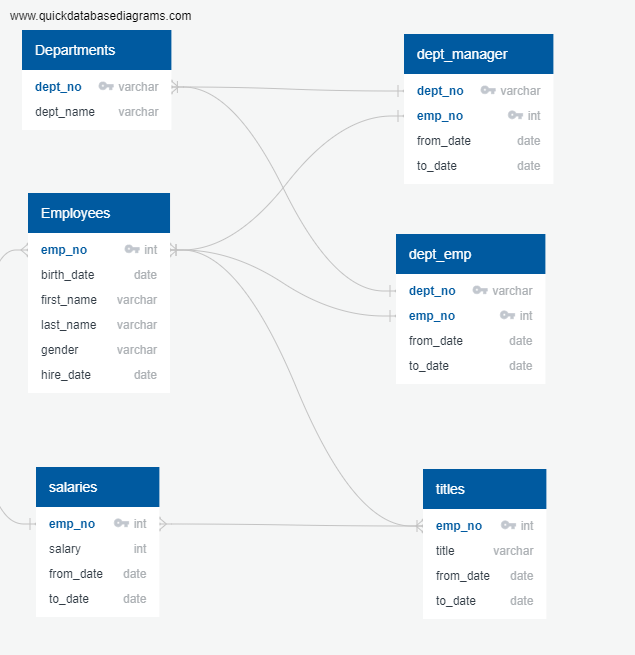 www.quickdatabasediagrams.com
Departments
dept_no varchar
dept_name varchar
dept_manager
dept_no varchar
emp_no int
from_date date
to_date date
Employees
emp_no int
birth_date date
first_name varchar
last_name varchar
gender varchar
hire_date date
dept_emp
dept_no varchar
emp_no int
from_date date
to_date date
salaries
emp_no int
salary int
from_date date
to_date date
titles
emp_no int
title varchar
from_date date
to_date date